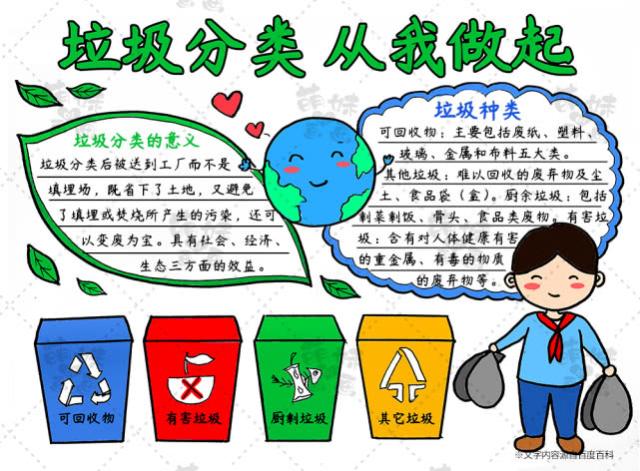 垃圾分类 从我做起
垃圾分类的意义
垃圾分类后被送到工厂而不是
填埋场，既省下了土地，又避免
了填埋或焚烧所产生的污染，还可
以变废为宝。具有社会、经济、
生态三方面的效益。
垃圾种类
可回收物：主要包括废纸、塑料、
玻璃、金属和布料五大类。
其他垃圾：难以回收的废弃物及尘
土、食品袋（盒）。厨余垃圾：包括
剩菜剩饭、骨头、食品类废物。有害垃
圾：含有对人体健康有害
的重金属、有毒的物质
的废弃物等。
可回收物
有害垃圾
厨剩垃圾
其它垃圾
※文字内容源自百度百科